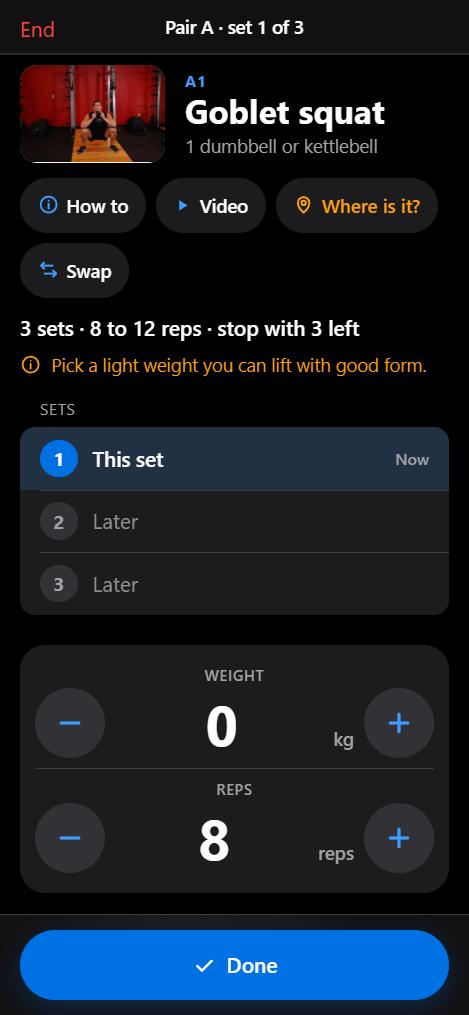 End
Pair A · set 1 of 3
A1
Goblet squat
1 dumbbell or kettlebell
How to
Video
Where is it?
Swap
3 sets · 8 to 12 reps · stop with 3 left
Pick a light weight you can lift with good form.
SETS
1 This set Now
2 Later
3 Later
WEIGHT
0 kg
REPS
8 reps
Done